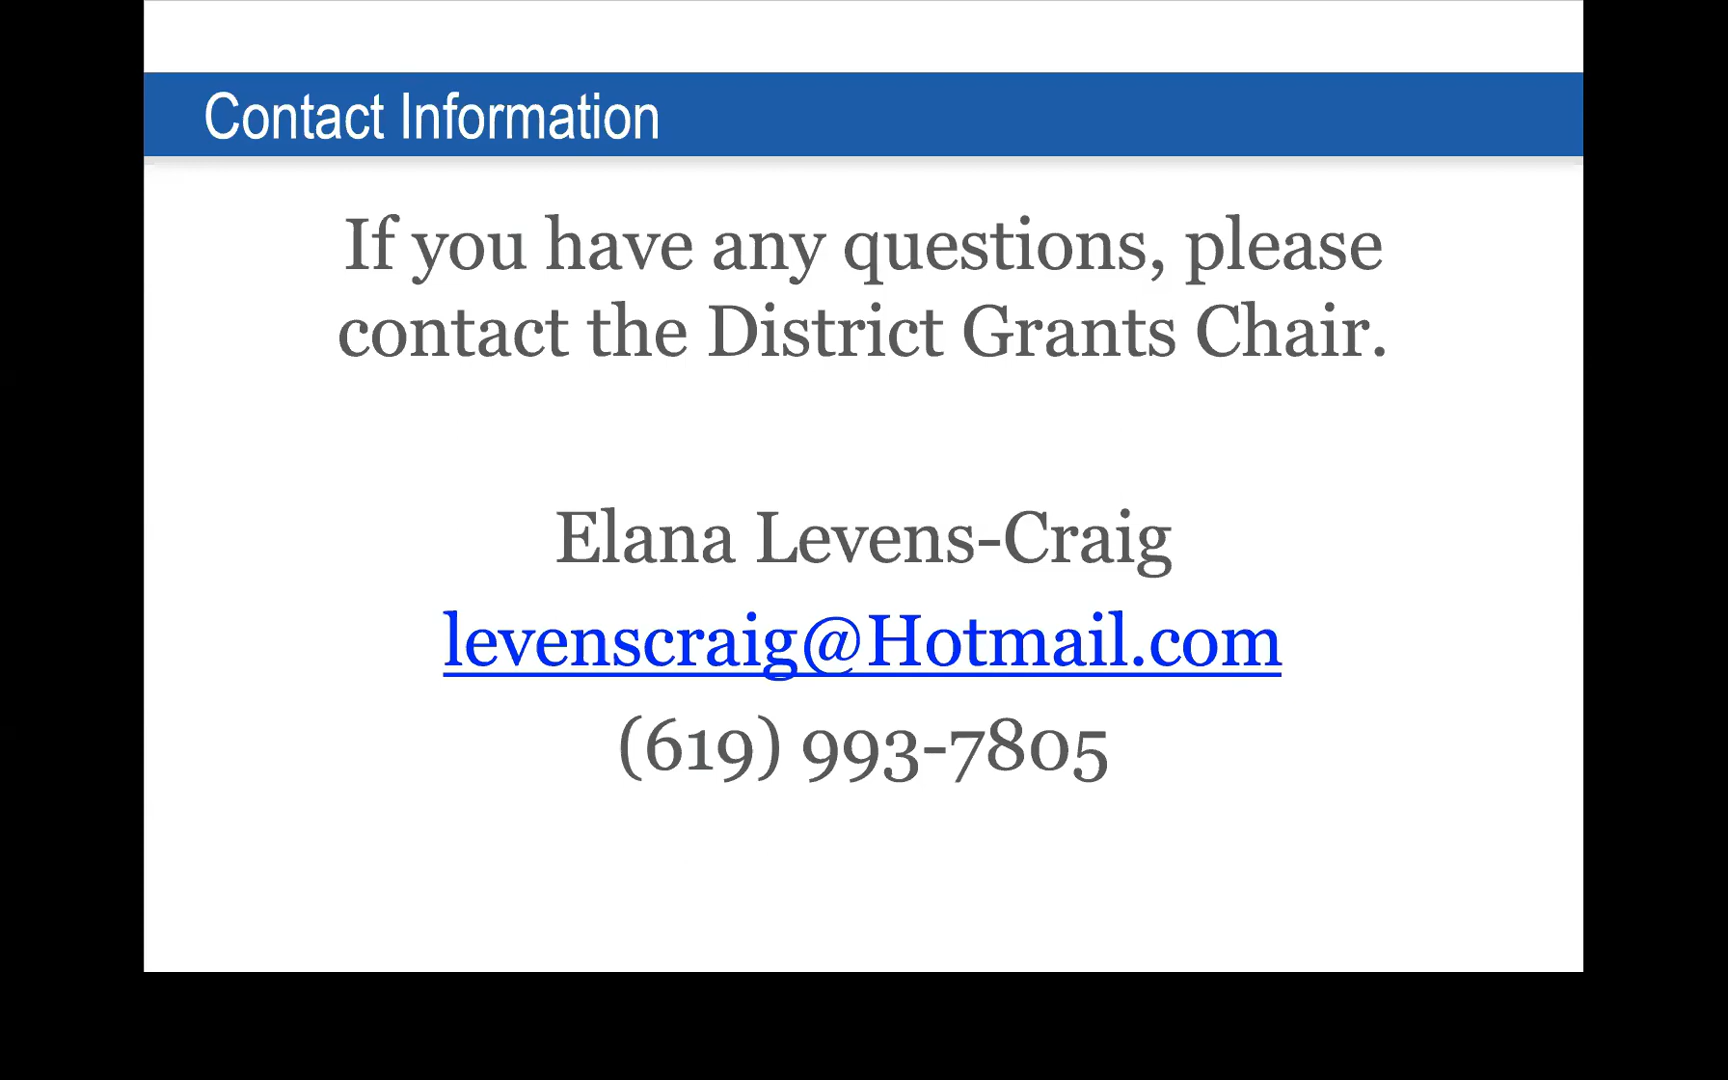 Contact Information
If you have any questions, please
contact the District Grants Chair.
Elana Levens-Craig
levenscraig@Hotmail.com
(619) 993-7805